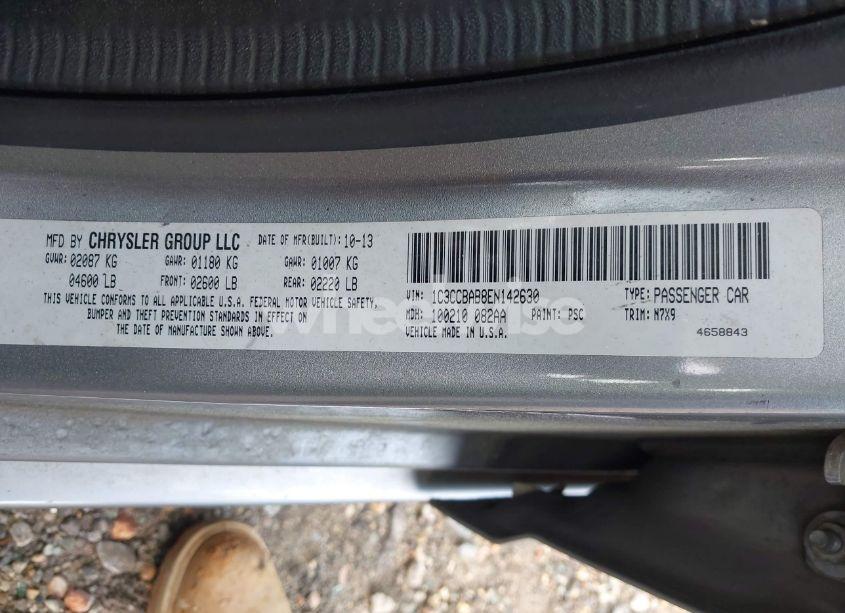 MFD BY CHRYSLER GROUP LLC DATE OF MFR(BUILT): 10-13
GVWR: 02087 KG GAWR: 01180 KG GAWR: 01007 KG
04600 LB FRONT: 02600 LB REAR: 02220 LB
THIS VEHICLE CONFORMS TO ALL APPLICABLE U.S.A. FEDERAL MOTOR VEHICLE SAFETY,
BUMPER AND THEFT PREVENTION STANDARDS IN EFFECT ON
THE DATE OF MANUFACTURE SHOWN ABOVE.
VIN: 1C3CCBAB8EN142630 TYPE: PASSENGER CAR
MDH: 100210 082AA PAINT: PSC TRIM: N7X9
VEHICLE MADE IN U.S.A. 4658843